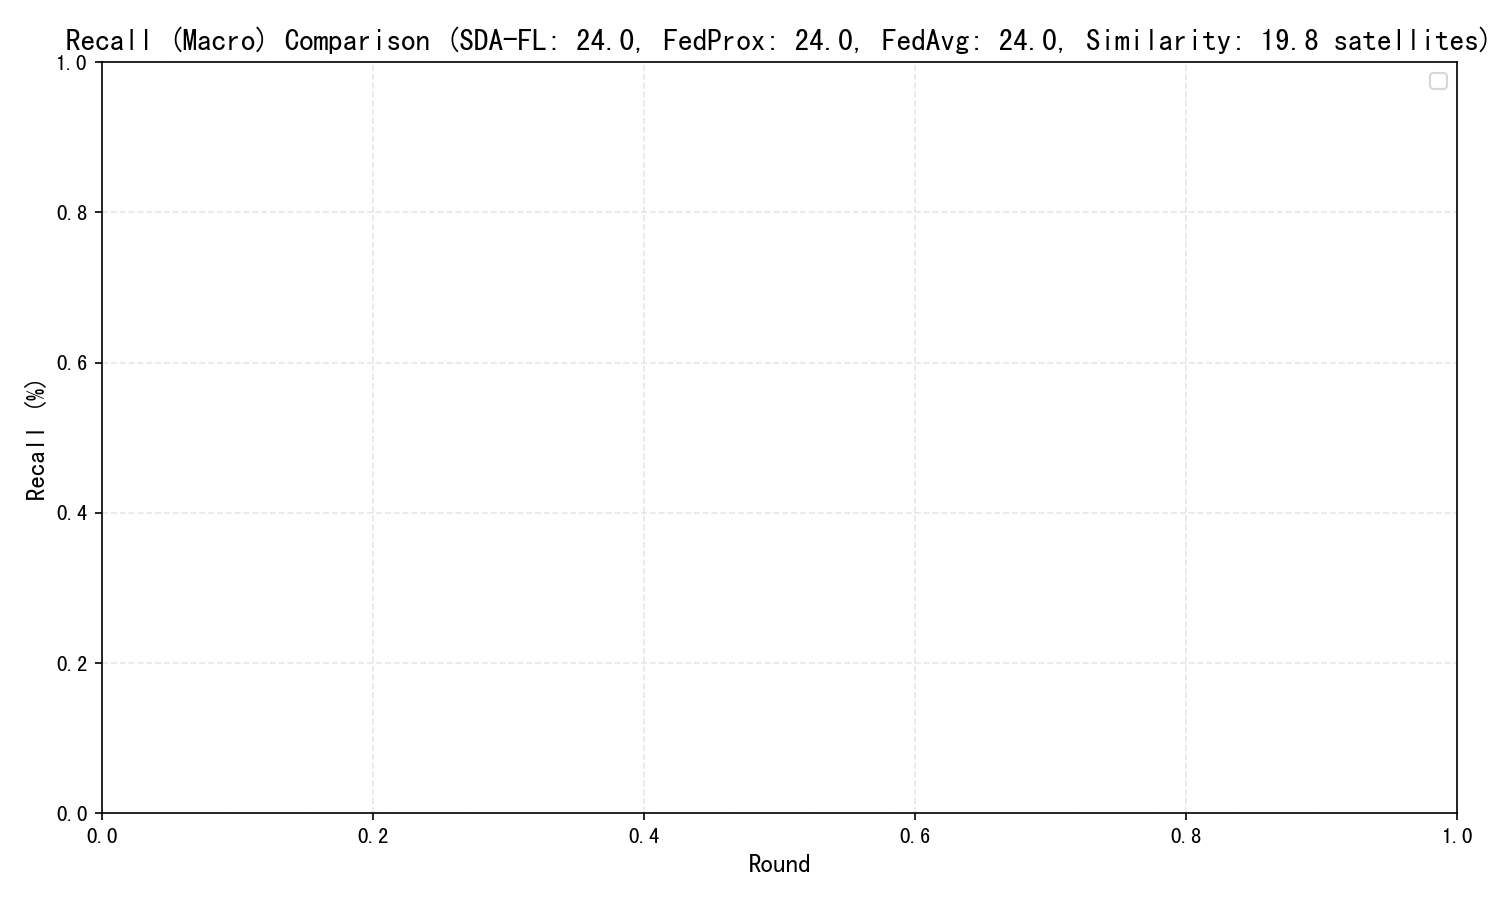 Recall (Macro) Comparison (SDA-FL: 24.0, FedProx: 24.0, FedAvg: 24.0, Similarity: 19.8 satellites)
1.0
0.8
0.6
0.4
0.2
0.0
Recall (%)
0.0 0.2 0.4 0.6 0.8 1.0
Round